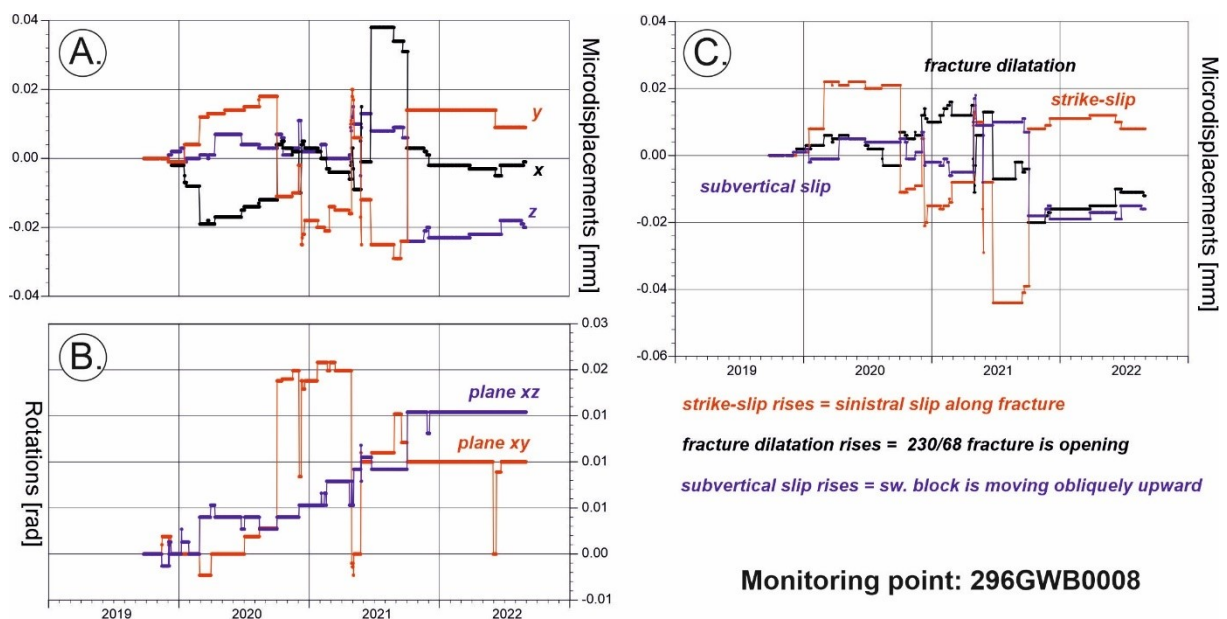 A.
0.04
0.02
0.00
-0.02
-0.04
y
x
z
Microdisplacements [mm]
B.
Rotations [rad]
0.03
0.02
0.01
0.01
0.01
0.00
-0.01
plane xz
plane xy
2019
2020
2021
2022
C.
0.04
0.02
0.00
-0.02
-0.04
-0.06
fracture dilatation
strike-slip
subvertical slip
Microdisplacements [mm]
2019
2020
2021
2022
strike-slip rises = sinistral slip along fracture
fracture dilatation rises = 230/68 fracture is opening
subvertical slip rises = sw. block is moving obliquely upward
Monitoring point: 296GWB0008